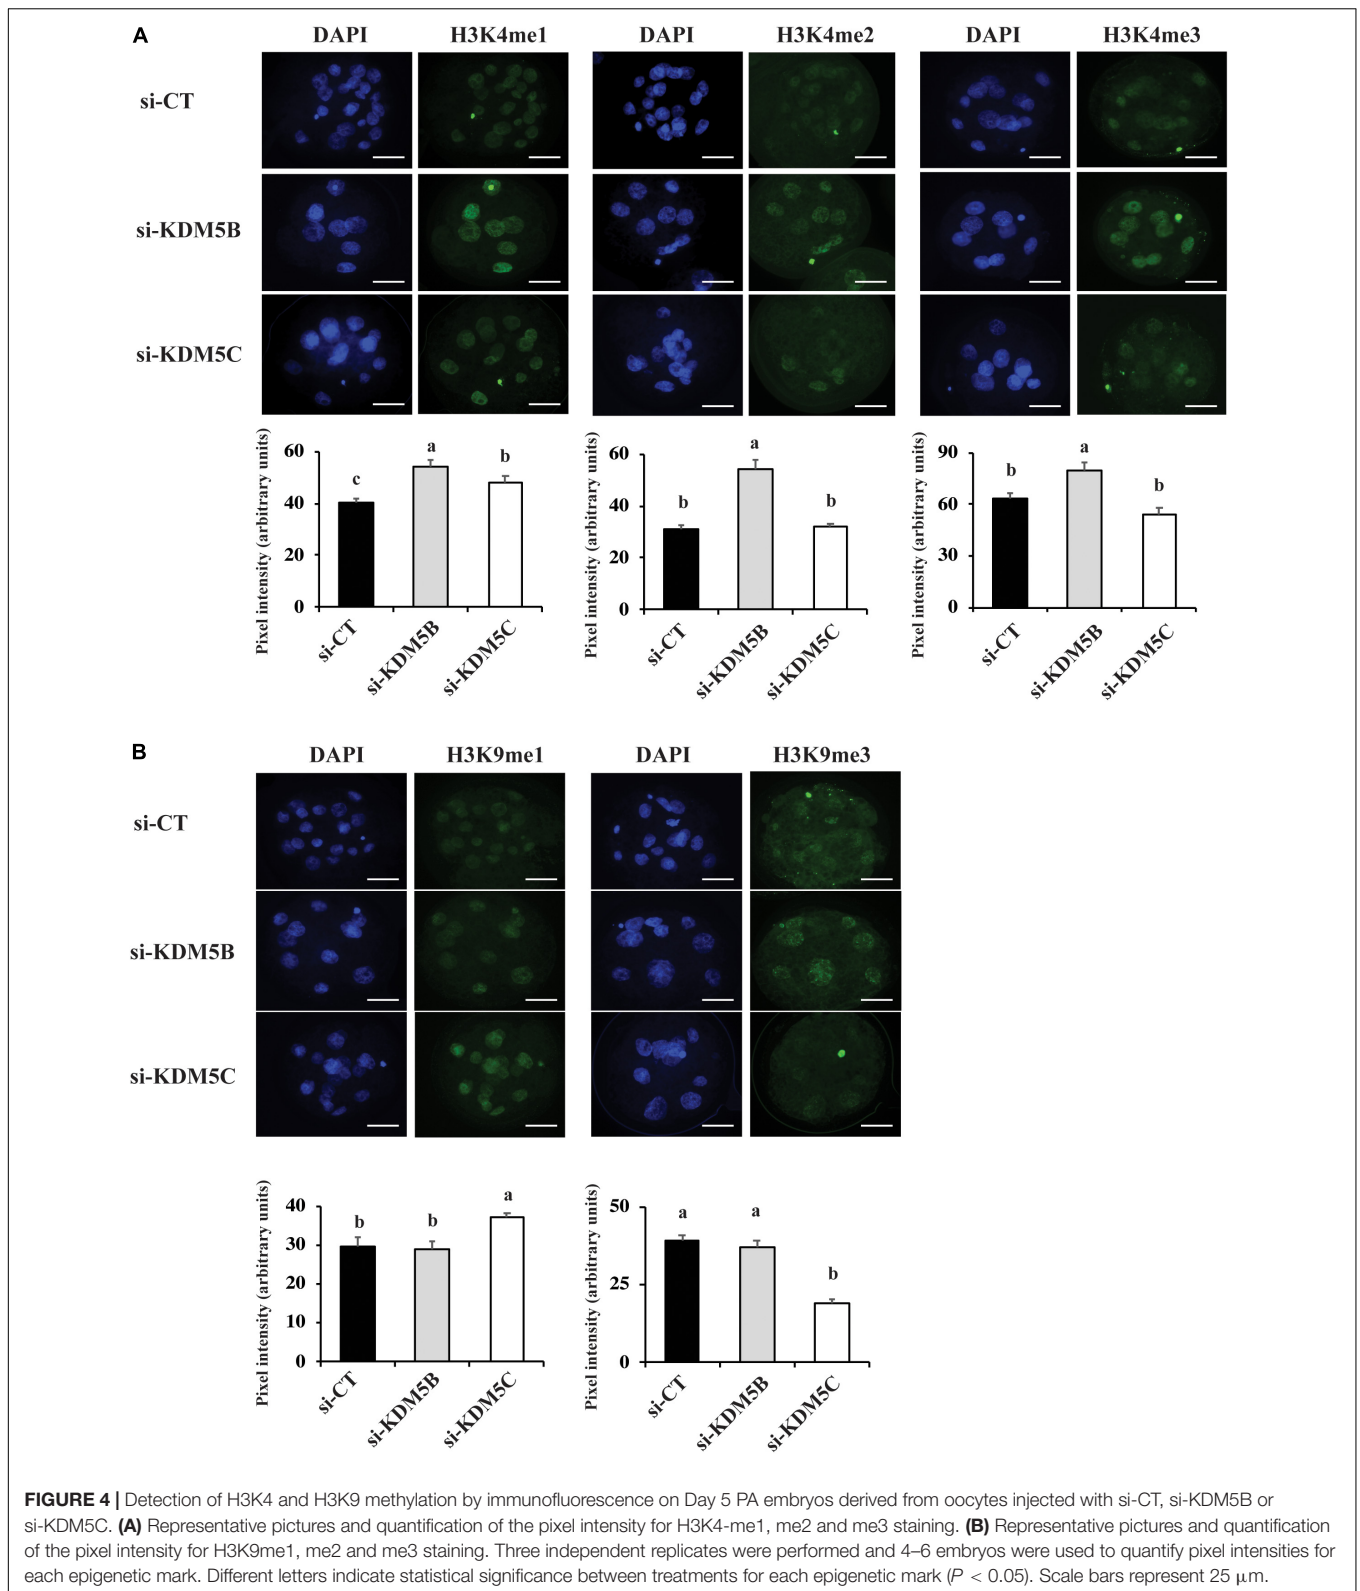 A
DAPI H3K4me1 DAPI H3K4me2 DAPI H3K4me3
si-CT
si-KDM5B
si-KDM5C
Pixel intensity (arbitrary units)
60
40
20
0
c
a
b
si-CT
si-KDM5B
si-KDM5C
Pixel intensity (arbitrary units)
60
40
20
0
b
a
b
si-CT
si-KDM5B
si-KDM5C
Pixel intensity (arbitrary units)
90
60
30
0
b
a
b
si-CT
si-KDM5B
si-KDM5C
B
DAPI H3K9me1 DAPI H3K9me3
si-CT
si-KDM5B
si-KDM5C
Pixel intensity (arbitrary units)
40
30
20
10
0
b
b
a
si-CT
si-KDM5B
si-KDM5C
Pixel intensity (arbitrary units)
50
25
0
a
a
b
si-CT
si-KDM5B
si-KDM5C
FIGURE 4 | Detection of H3K4 and H3K9 methylation by immunofluorescence on Day 5 PA embryos derived from oocytes injected with si-CT, si-KDM5B or
si-KDM5C. (A) Representative pictures and quantification of the pixel intensity for H3K4-me1, me2 and me3 staining. (B) Representative pictures and quantification
of the pixel intensity for H3K9me1, me2 and me3 staining. Three independent replicates were performed and 4–6 embryos were used to quantify pixel intensities for
each epigenetic mark. Different letters indicate statistical significance between treatments for each epigenetic mark (P < 0.05). Scale bars represent 25 μm.